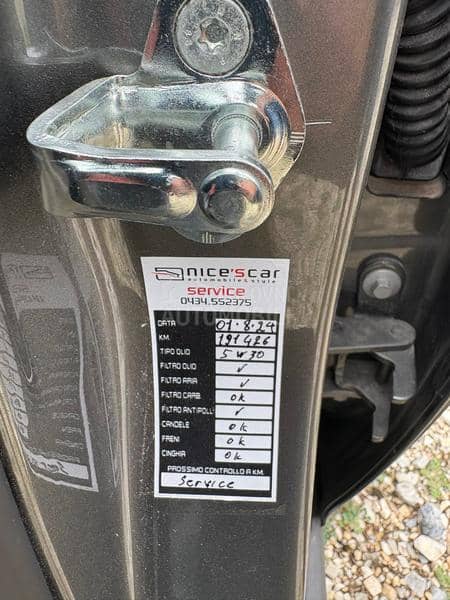 nice'scar
automobile & style
service
0434.552375
DATA 01·8·24
KM. 191426
TIPO OLIO 5w30
FILTRO OLIO ✓
FILTRO ARIA ✓
FILTRO CARB. ok
FILTRO ANTIPOLL. ✓
CANDELE ok
FRENI ok
CINGHIA ok
PROSSIMO CONTROLLO A KM.
Service